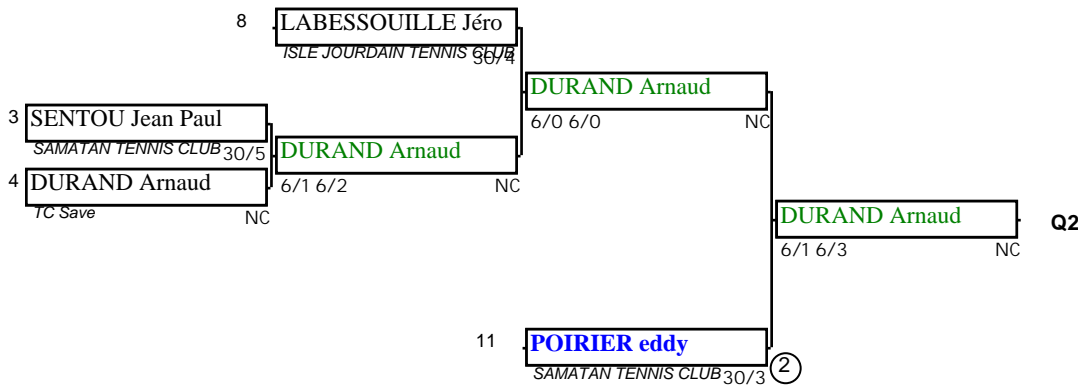 8 LABESSOUILLE Jéro
ISLE JOURDAIN TENNIS CLUB 30/4
DURAND Arnaud
6/0 6/0 NC
3 SENTOU Jean Paul
SAMATAN TENNIS CLUB 30/5
DURAND Arnaud
6/1 6/2 NC
4 DURAND Arnaud
TC Save NC
DURAND Arnaud Q2
6/1 6/3 NC
11 POIRIER eddy
SAMATAN TENNIS CLUB 30/3 2